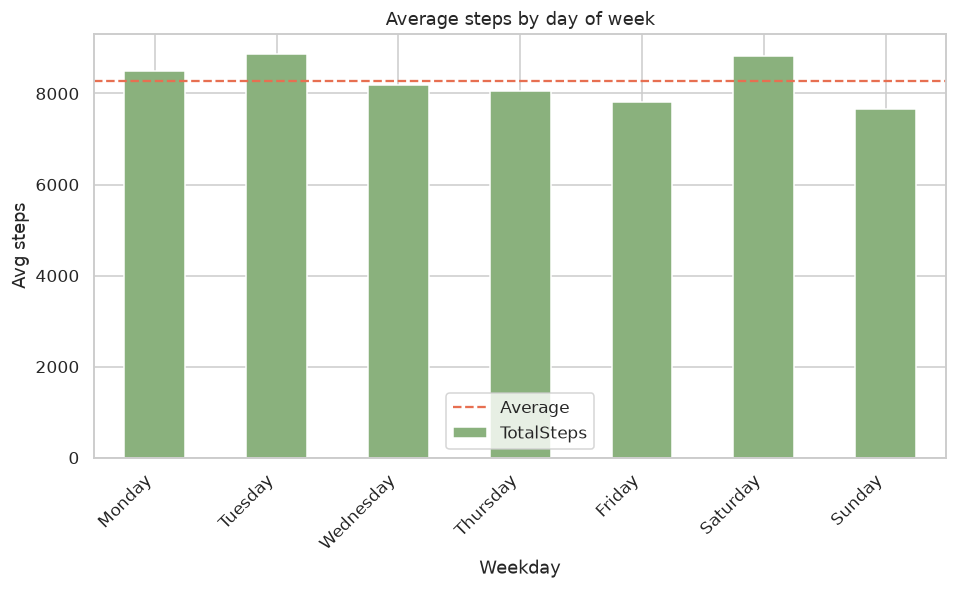 Average steps by day of week
Avg steps
8000
6000
4000
2000
0
Average
TotalSteps
Monday
Tuesday
Wednesday
Thursday
Friday
Saturday
Sunday
Weekday